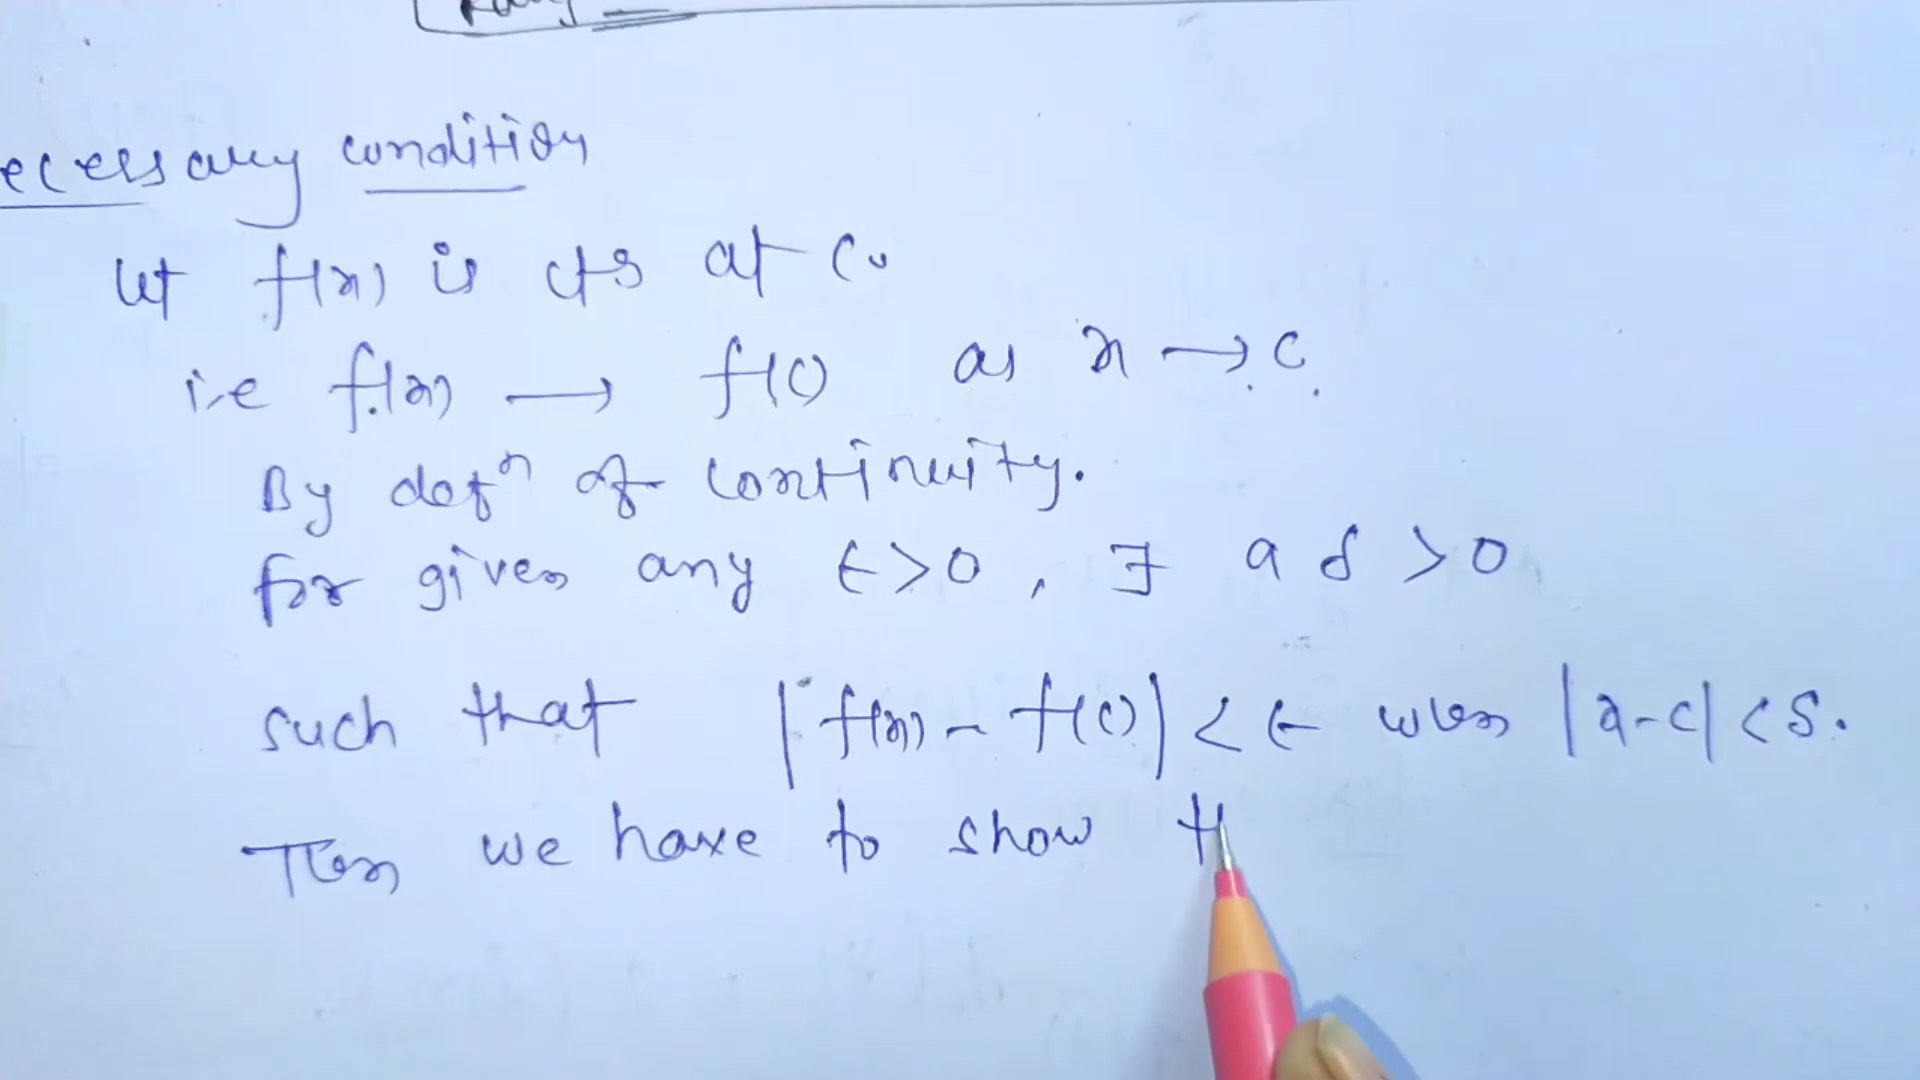 ecessary condition
let f(x) is cts at c.
i.e f(x) → f(c) as x → c.
By defⁿ of continuity.
for given any ε>0, ∃ a δ >0
such that |f(x) - f(c)| < ε when |x-c| < δ.
Then we have to show th